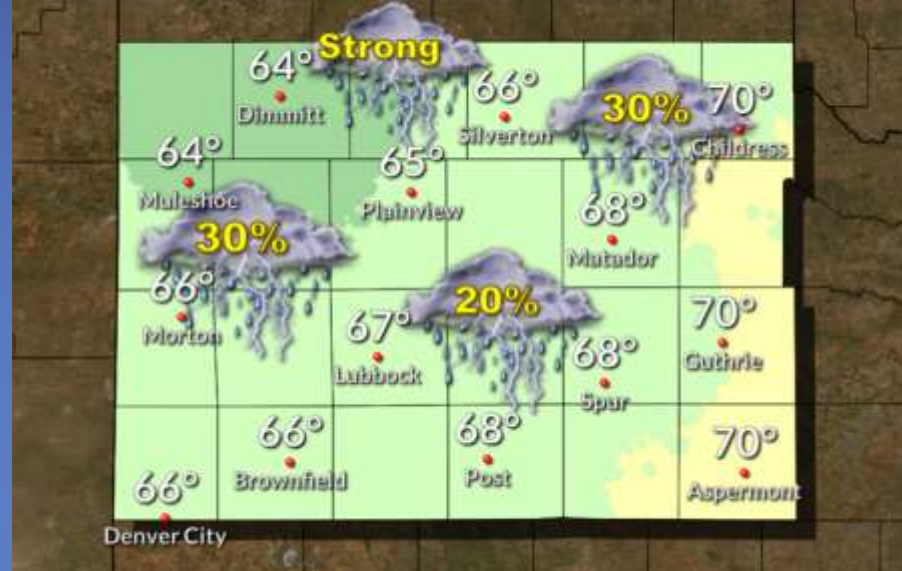 Strong
64°
Dimmitt
66°
Silverton
30%
70°
Childress
64°
Muleshoe
65°
Plainview
30%
68°
Matador
66°
Morton
20%
67°
Lubbock
68°
Spur
70°
Guthrie
66°
Brownfield
68°
Post
70°
Aspermont
66°
Denver City